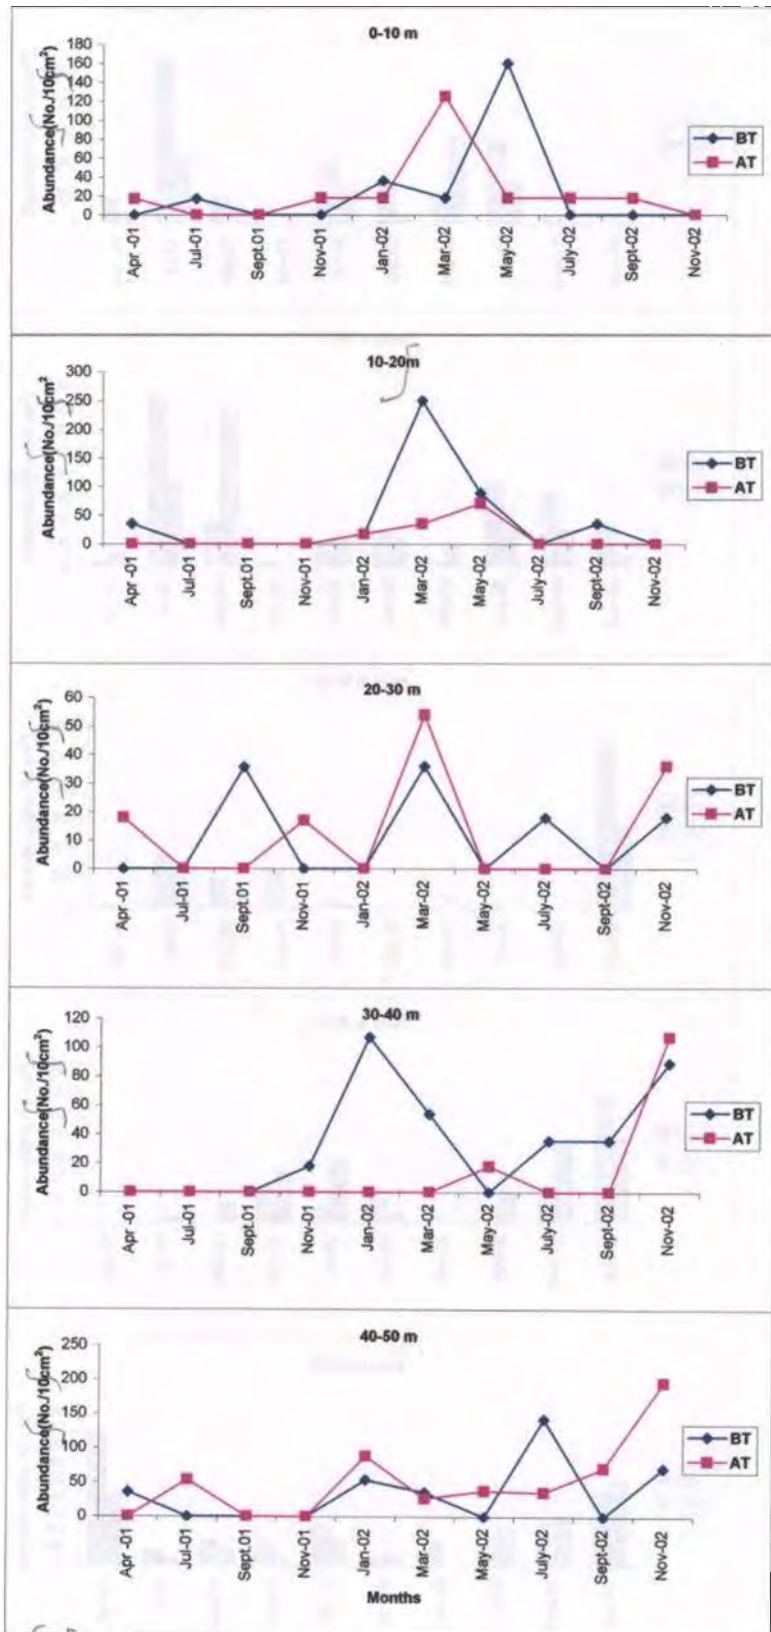 0-10 m
Abundance(No./10cm²)
180
160
140
120
100
80
60
40
20
0
Apr -01
Jul-01
Sept.01
Nov-01
Jan-02
Mar-02
May-02
July-02
Sept-02
Nov-02
BT
AT
10-20m
Abundance(No./10cm²
300
250
200
150
100
50
0
Apr -01
Jul-01
Sept.01
Nov-01
Jan-02
Mar-02
May-02
July-02
Sept-02
Nov-02
BT
AT
20-30 m
Abundance(No./10cm²)
60
50
40
30
20
10
0
Apr -01
Jul-01
Sept.01
Nov-01
Jan-02
Mar-02
May-02
July-02
Sept-02
Nov-02
BT
AT
30-40 m
Abundance(No./10cm²)
120
100
80
60
40
20
0
Apr -01
Jul-01
Sept.01
Nov-01
Jan-02
Mar-02
May-02
July-02
Sept-02
Nov-02
BT
AT
40-50 m
Abundance(No./10cm²)
250
200
150
100
50
0
Apr -01
Jul-01
Sept.01
Nov-01
Jan-02
Mar-02
May-02
July-02
Sept-02
Nov-02
BT
AT
Months